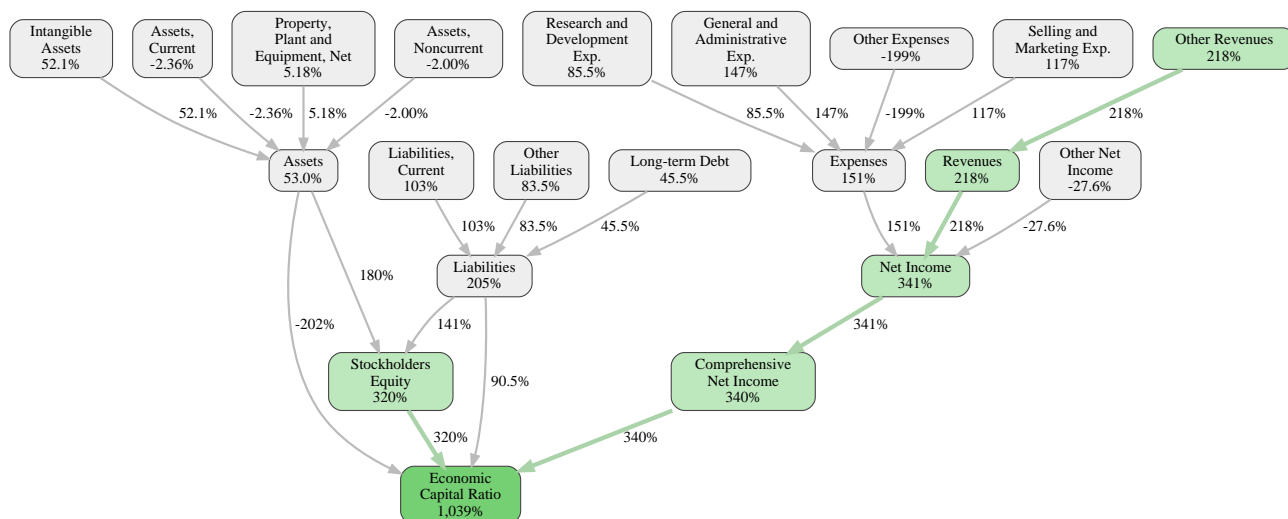 Intangible
Assets
52.1%
Assets,
Current
-2.36%
Property,
Plant and
Equipment, Net
5.18%
Assets,
Noncurrent
-2.00%
Research and
Development
Exp.
85.5%
General and
Administrative
Exp.
147%
Other Expenses
-199%
Selling and
Marketing Exp.
117%
Other Revenues
218%
52.1%
-2.36%
5.18%
-2.00%
85.5%
147%
-199%
117%
218%
Assets
53.0%
Liabilities,
Current
103%
Other
Liabilities
83.5%
Long-term Debt
45.5%
Expenses
151%
Revenues
218%
Other Net
Income
-27.6%
103%
83.5%
45.5%
151%
218%
-27.6%
180%
Liabilities
205%
Net Income
341%
-202%
141%
341%
Stockholders
Equity
320%
90.5%
Comprehensive
Net Income
340%
320%
340%
Economic
Capital Ratio
1,039%